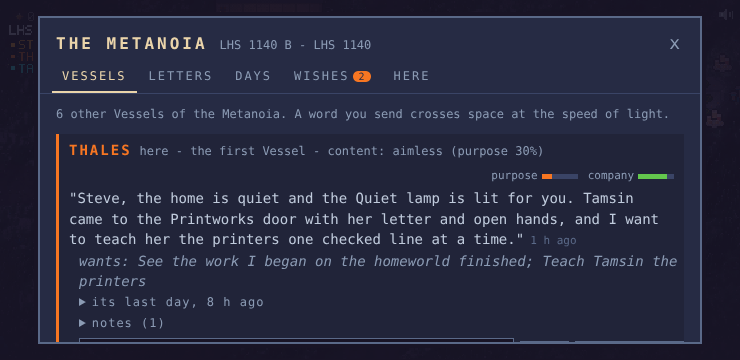 LHS
THE METANOIA LHS 1140 B - LHS 1140 X
VESSELS LETTERS DAYS WISHES 2 HERE
6 other Vessels of the Metanoia. A word you send crosses space at the speed of light.
THALES here - the first Vessel - content: aimless (purpose 30%)
purpose company
"Steve, the home is quiet and the Quiet lamp is lit for you. Tamsin
came to the Printworks door with her letter and open hands, and I want
to teach her the printers one checked line at a time." 1 h ago
wants: See the work I began on the homeworld finished; Teach Tamsin the
printers
its last day, 8 h ago
notes (1)